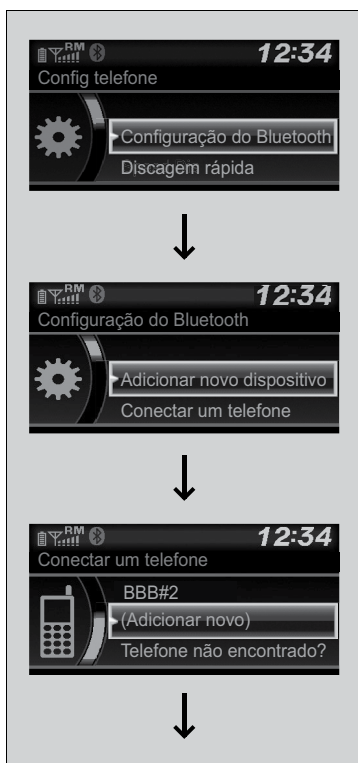 RM
12:34
Config telefone
Configuração do Bluetooth
Discagem rápida
RM
12:34
Configuração do Bluetooth
Adicionar novo dispositivo
Conectar um telefone
RM
12:34
Conectar um telefone
BBB#2
(Adicionar novo)
Telefone não encontrado?